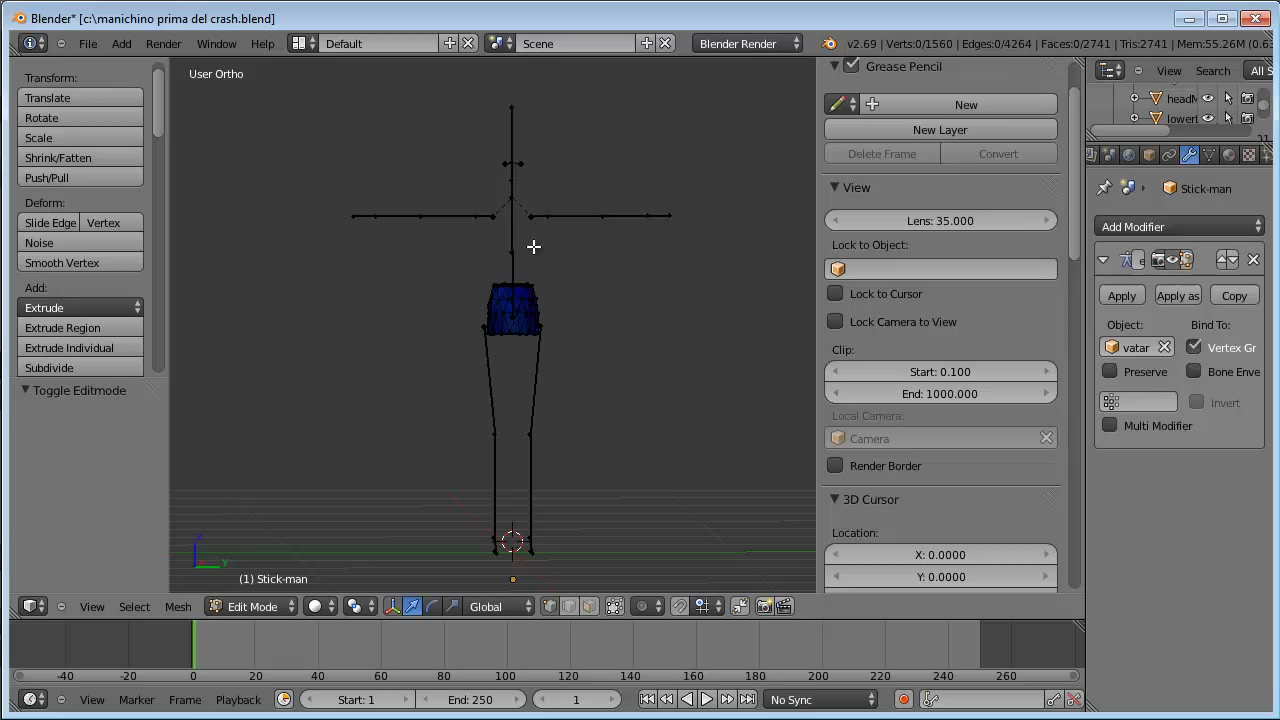 Blender* [c:\manichino prima del crash.blend]
File Add Render Window Help Default Scene Blender Render v2.69 | Verts:0/1560 | Edges:0/4264 | Faces:0/2741 | Tris:2741 | Mem:55.26M (0.6
View Search All S
User Ortho
Transform:
Translate
Rotate
Scale
Shrink/Fatten
Push/Pull
Deform:
Slide Edge Vertex
Noise
Smooth Vertex
Add:
Extrude
Extrude Region
Extrude Individual
Subdivide
Toggle Editmode
(1) Stick-man
Grease Pencil
New
New Layer
Delete Frame Convert
View
Lens: 35.000
Lock to Object:
Lock to Cursor
Lock Camera to View
Clip:
Start: 0.100
End: 1000.000
Local Camera:
Camera
Render Border
3D Cursor
Location:
X: 0.0000
Y: 0.0000
headM
lowert
Stick-man
Add Modifier
Apply Apply as Copy
Object: Bind To:
vatar Vertex Gr
Preserve Bone Enve
Invert
Multi Modifier
View Select Mesh Edit Mode Global
-40 -20 0 20 40 60 80 100 120 140 160 180 200 220 240 260
View Marker Frame Playback Start: 1 End: 250 1 No Sync